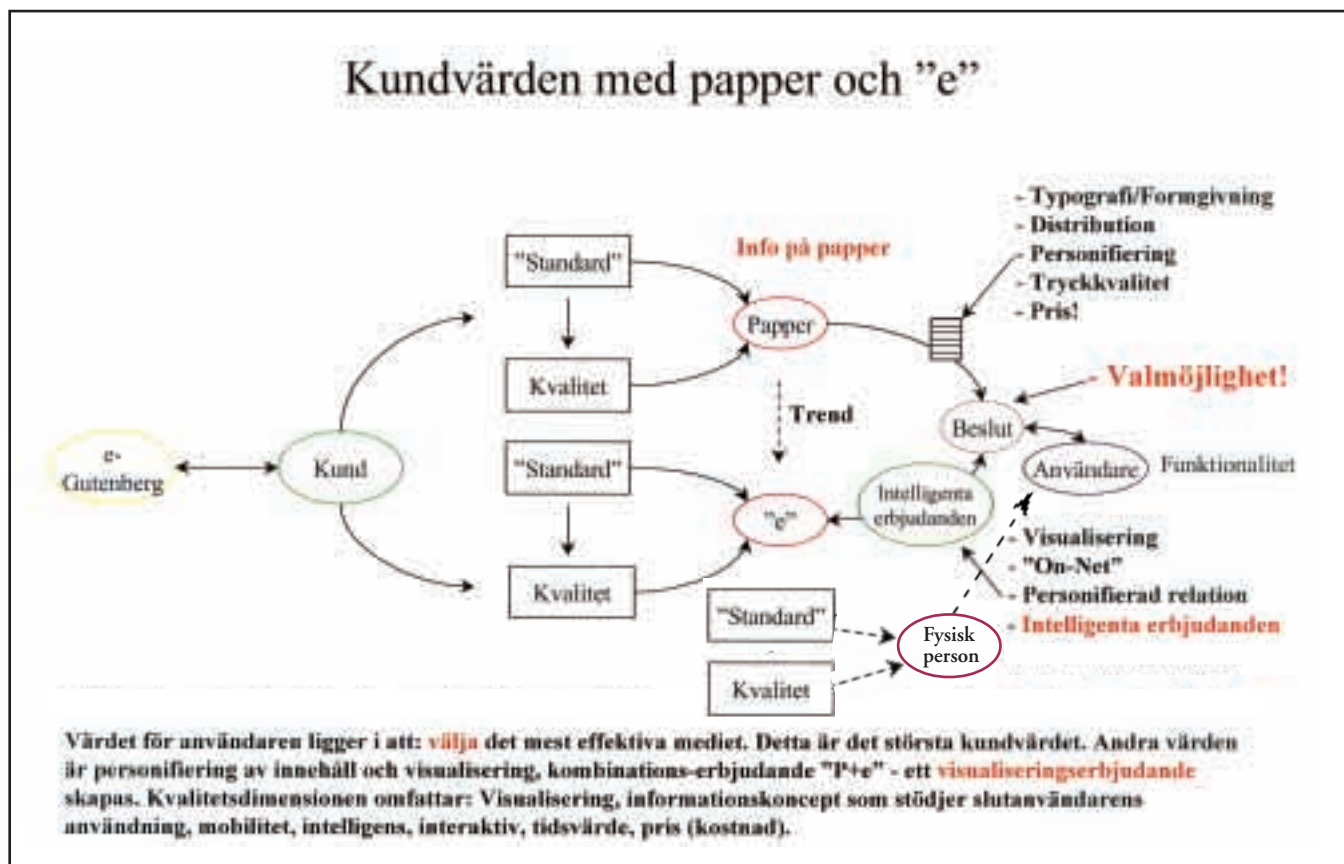 Kundvärden med papper och ”e”
- Typografi/Formgivning
- Distribution
- Personifiering
- Tryckkvalitet
- Pris!
"Standard"
Info på papper
Papper
Kvalitet
- Valmöjlighet!
Trend
Beslut
e-
Gutenberg
Kund
"Standard"
Användare
Funktionalitet
Intelligenta
erbjudanden
"e"
Kvalitet
- Visualisering
- "On-Net"
- Personifierad relation
- Intelligenta erbjudanden
"Standard"
Fysisk
person
Kvalitet
Värdet för användaren ligger i att: välja det mest effektiva mediet. Detta är det största kundvärdet. Andra värden
är personifiering av innehåll och visualisering, kombinations-erbjudande "P+e" - ett visualiseringserbjudande
skapas. Kvalitetsdimensionen omfattar: Visualisering, informationskoncept som stödjer slutanvändarens
användning, mobilitet, intelligens, interaktiv, tidsvärde, pris (kostnad).